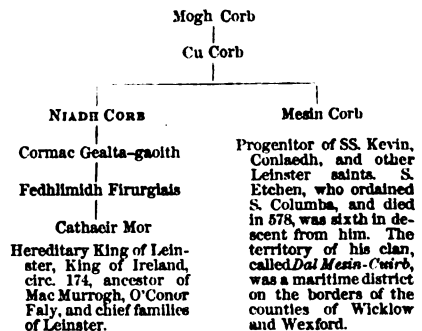 Mogh Corb
Cu Corb
NIADH CORB
Cormac Gealta-gaoith
Fedhlimidh Firurglais
Cathaeir Mor
Hereditary King of Lein-
ster, King of Ireland,
circ. 174, ancestor of
Mac Murrogh, O'Conor
Faly, and chief families
of Leinster.
Mesin Corb
Progenitor of SS. Kevin,
Conlaedh, and other
Leinster saints. S.
Etchen, who ordained
S. Columba, and died
in 578, was sixth in de-
scent from him. The
territory of his clan,
called Dal Mesin-Cuirb,
was a maritime district
on the borders of the
counties of Wicklow
and Wexford.